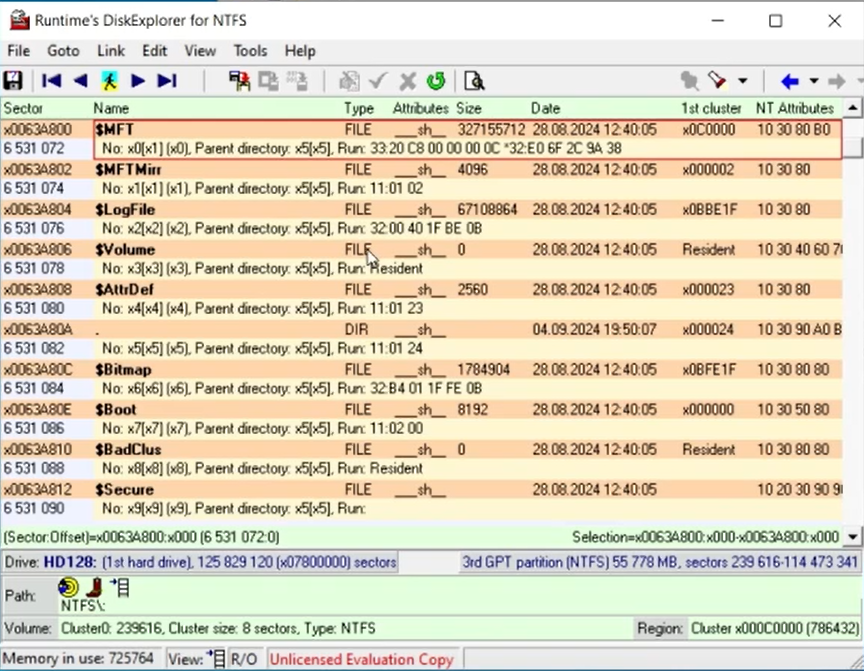 Runtime's DiskExplorer for NTFS
File Goto Link Edit View Tools Help
Sector Name Type Attributes Size Date 1st cluster NT Attributes
x0063A800 $MFT FILE ___sh__ 327155712 28.08.2024 12:40:05 x0C0000 10 30 80 B0
6 531 072 No: x0[x1] (x0), Parent directory: x5[x5], Run: 33:20 C8 00 00 00 0C *32:E0 6F 2C 9A 38
x0063A802 $MFTMirr FILE ___sh__ 4096 28.08.2024 12:40:05 x000002 10 30 80
6 531 074 No: x1[x1] (x1), Parent directory: x5[x5], Run: 11:01 02
x0063A804 $LogFile FILE ___sh__ 67108864 28.08.2024 12:40:05 x0BBE1F 10 30 80
6 531 076 No: x2[x2] (x2), Parent directory: x5[x5], Run: 32:00 40 1F BE 0B
x0063A806 $Volume FILE ___sh__ 0 28.08.2024 12:40:05 Resident 10 30 40 60 70
6 531 078 No: x3[x3] (x3), Parent directory: x5[x5], Run: Resident
x0063A808 $AttrDef FILE ___sh__ 2560 28.08.2024 12:40:05 x000023 10 30 80
6 531 080 No: x4[x4] (x4), Parent directory: x5[x5], Run: 11:01 23
x0063A80A . DIR ___sh__ 04.09.2024 19:50:07 x000024 10 30 90 A0 B
6 531 082 No: x5[x5] (x5), Parent directory: x5[x5], Run: 11:01 24
x0063A80C $Bitmap FILE ___sh__ 1784904 28.08.2024 12:40:05 x0BFE1F 10 30 80 80
6 531 084 No: x6[x6] (x6), Parent directory: x5[x5], Run: 32:B4 01 1F FE 0B
x0063A80E $Boot FILE ___sh__ 8192 28.08.2024 12:40:05 x000000 10 30 50 80
6 531 086 No: x7[x7] (x7), Parent directory: x5[x5], Run: 11:02 00
x0063A810 $BadClus FILE ___sh__ 0 28.08.2024 12:40:05 Resident 10 30 80 80
6 531 088 No: x8[x8] (x8), Parent directory: x5[x5], Run: Resident
x0063A812 $Secure FILE ___sh__ 28.08.2024 12:40:05 10 20 30 90 9
6 531 090 No: x9[x9] (x9), Parent directory: x5[x5], Run:
(Sector:Offset)=x0063A800:x000 (6 531 072:0) Selection=x0063A800:x000-x0063A800:x000
Drive: HD128: (1st hard drive), 125 829 120 (x07800000) sectors 3rd GPT partition (NTFS) 55 778 MB, sectors 239 616-114 473 341
Path: NTFS\:
Volume: Cluster0: 239616, Cluster size: 8 sectors, Type: NTFS Region: Cluster x000C0000 (786432)
Memory in use: 725764 View: R/O Unlicensed Evaluation Copy